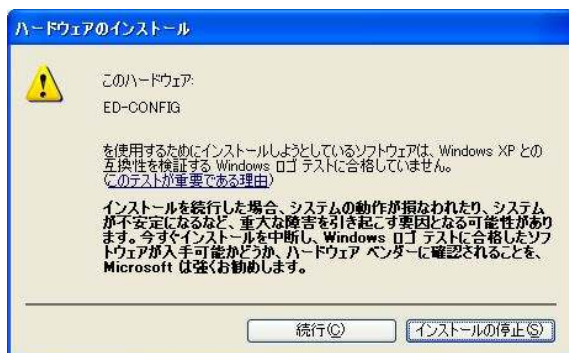 ハードウェアのインストール
このハードウェア:
ED-CONFIG
を使用するためにインストールしようとしているソフトウェアは、Windows XP との
互換性を検証する Windows ロゴ テストに合格していません。
(このテストが重要である理由)
インストールを続行した場合、システムの動作が損なわれたり、システム
が不安定になるなど、重大な障害を引き起こす要因となる可能性があり
ます。今すぐインストールを中断し、Windows ロゴ テストに合格したソフ
トウェアが入手可能かどうか、ハードウェア ベンダーに確認されることを、
Microsoft は強くお勧めします。
続行(C)
インストールの停止(S)